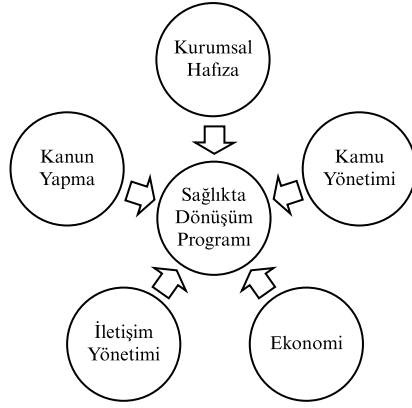 Kurumsal
Hafıza
Kanun
Yapma
Kamu
Yönetimi
Sağlıkta
Dönüşüm
Programı
İletişim
Yönetimi
Ekonomi